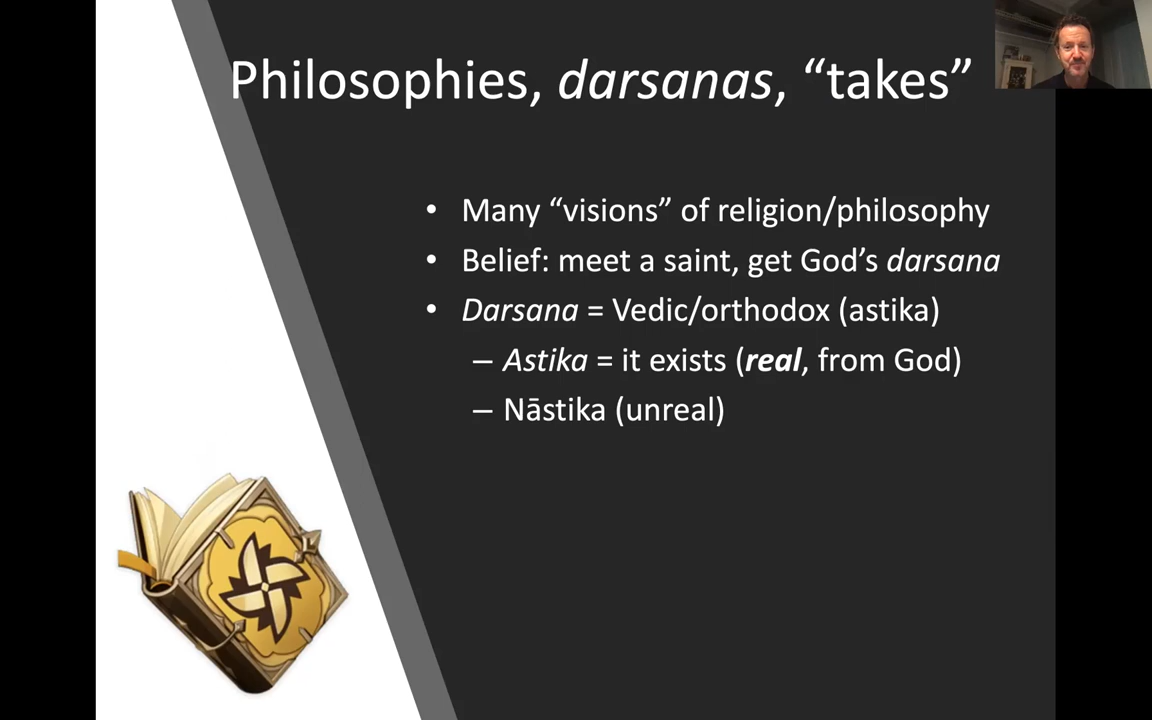 Philosophies, darsanas, “takes”
• Many “visions” of religion/philosophy
• Belief: meet a saint, get God’s darsana
• Darsana = Vedic/orthodox (astika)
– Astika = it exists (real, from God)
– Nāstika (unreal)